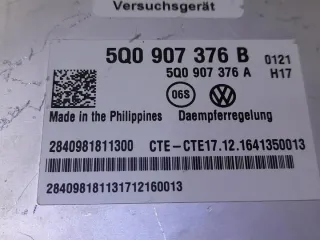 Versuchsgerät
5Q0 907 376 B 0121
5Q0 907 376 A H17
06S
Made in the Philippines Daempferregelung
2840981811300 CTE-CTE17.12.1641350013
284098181131712160013